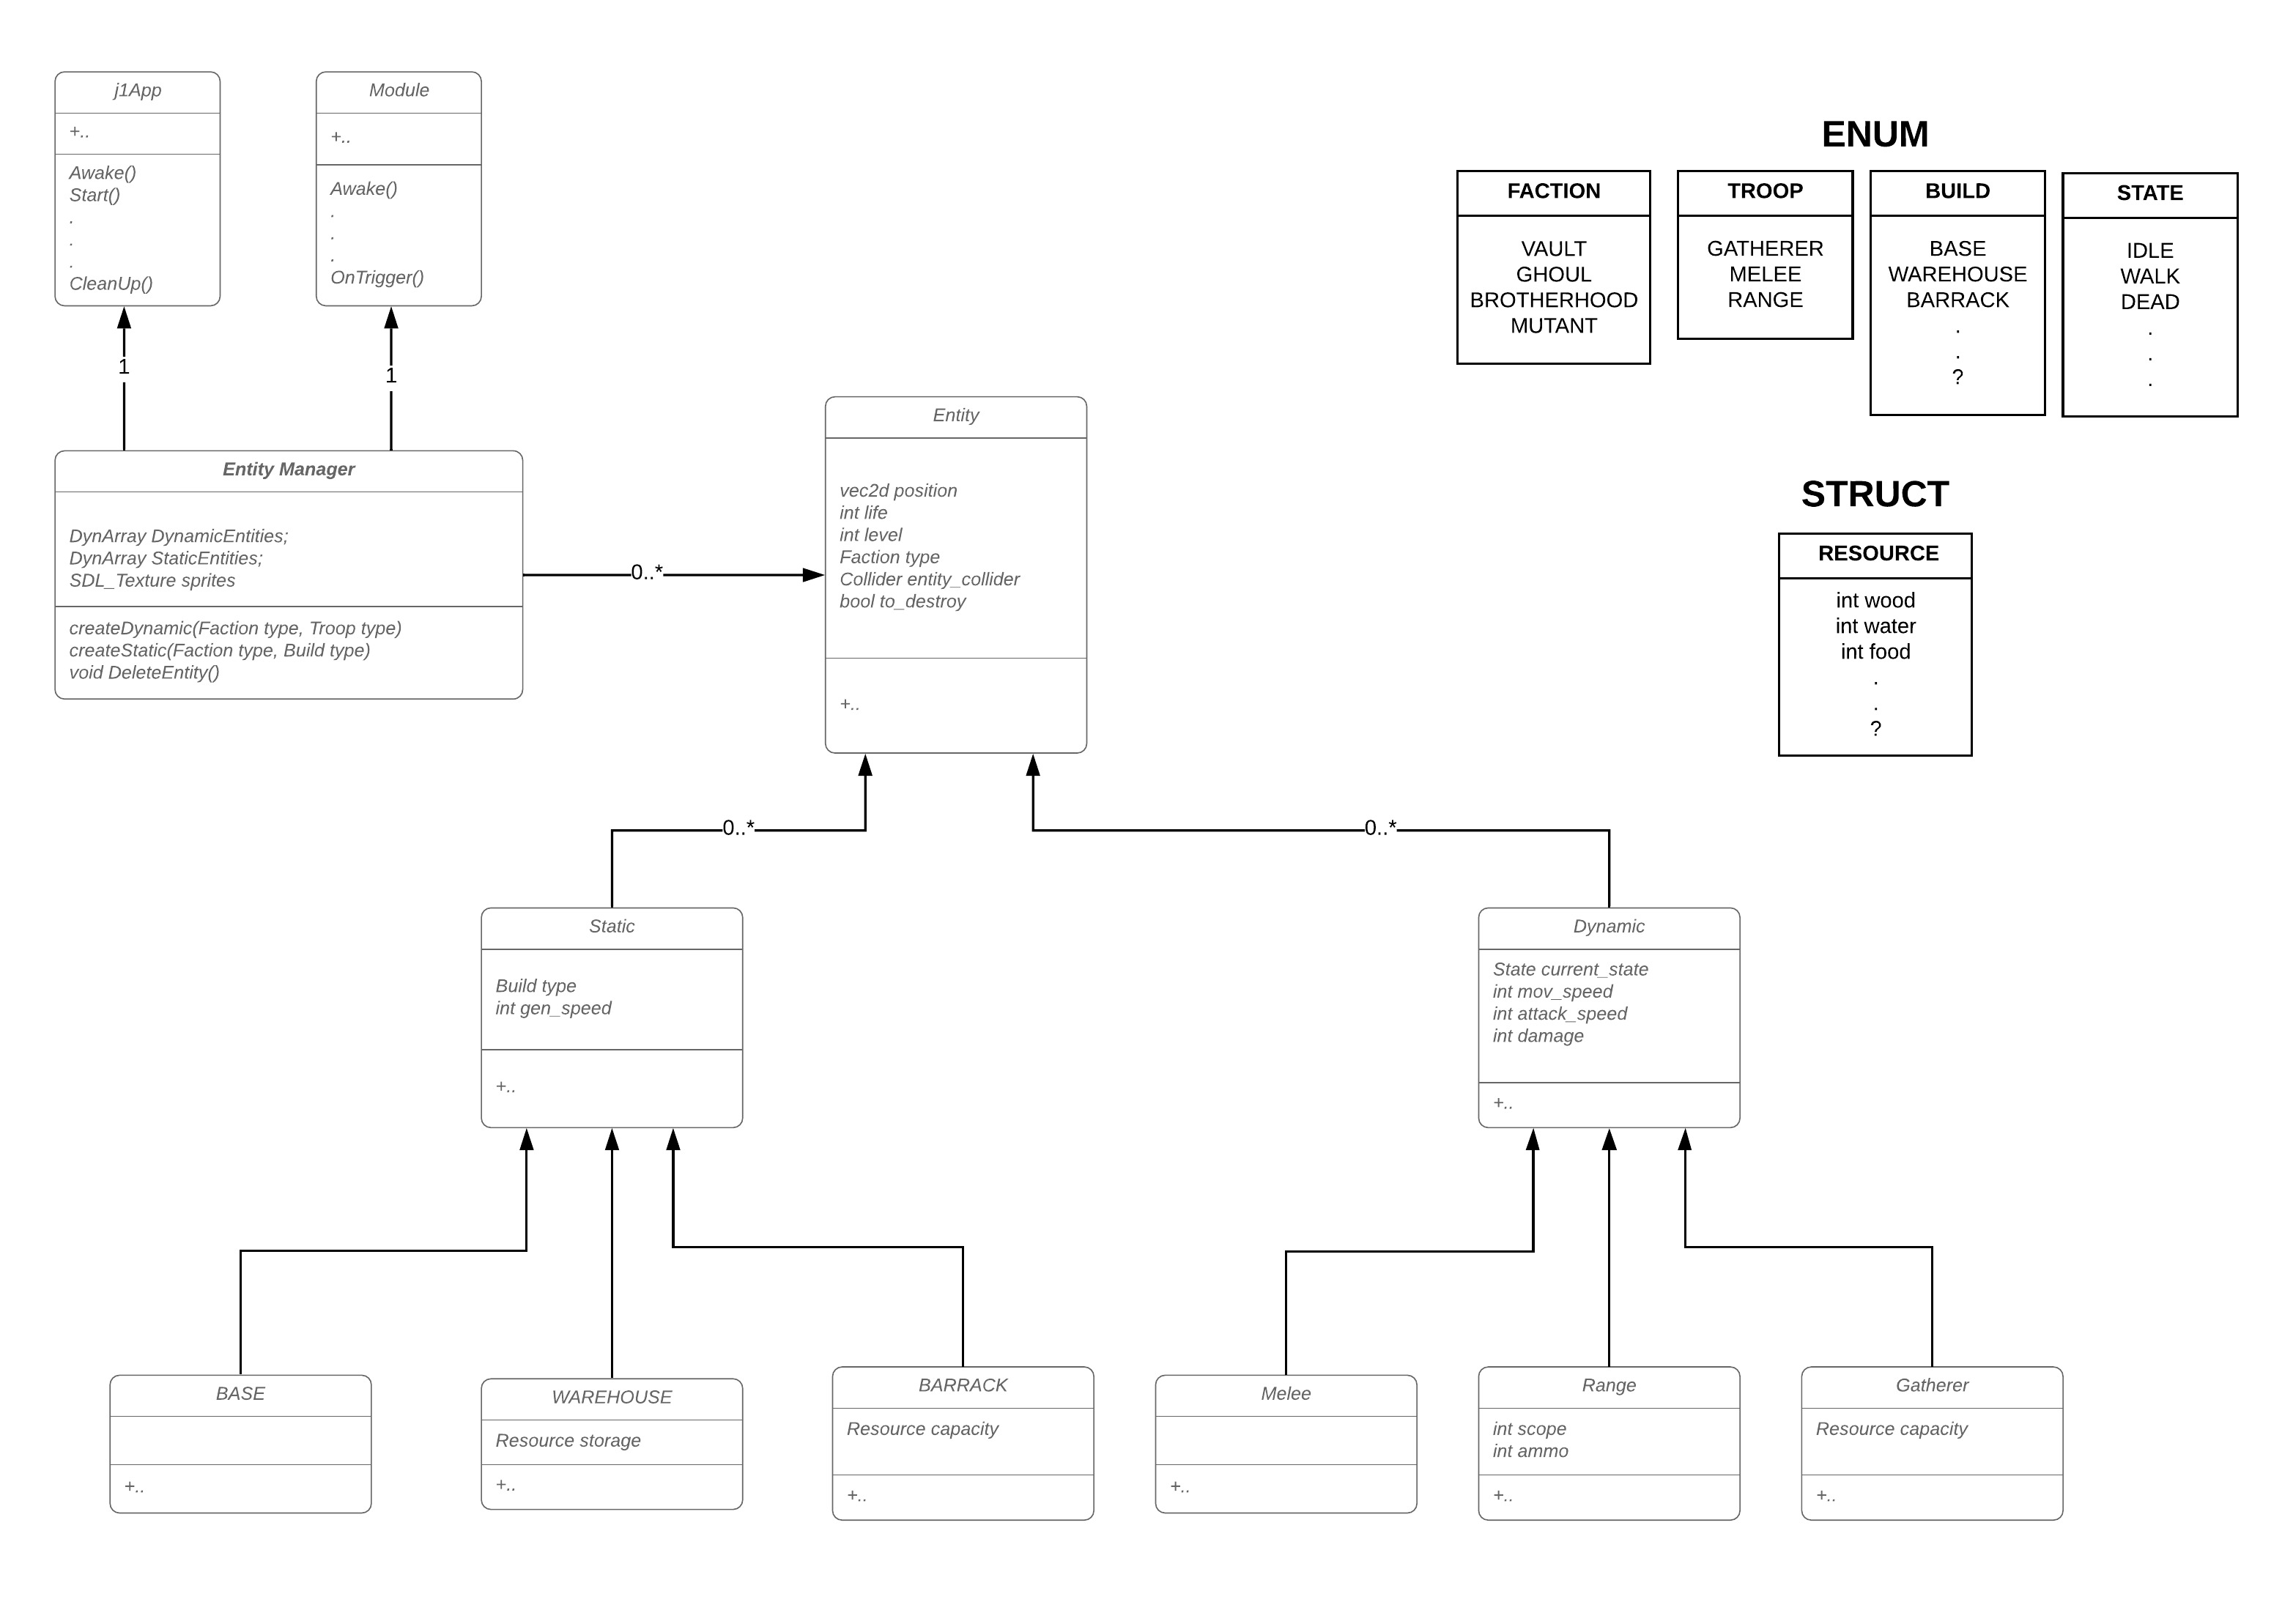 j1App
+..
Awake()
Start()
.
.
.
CleanUp()
Module
+..
Awake()
.
.
.
OnTrigger()
1
1
Entity Manager
DynArray DynamicEntities;
DynArray StaticEntities;
SDL_Texture sprites
createDynamic(Faction type, Troop type)
createStatic(Faction type, Build type)
void DeleteEntity()
0..*
Entity
vec2d position
int life
int level
Faction type
Collider entity_collider
bool to_destroy
+..
ENUM
FACTION
VAULT
GHOUL
BROTHERHOOD
MUTANT
TROOP
GATHERER
MELEE
RANGE
BUILD
BASE
WAREHOUSE
BARRACK
.
.
?
STATE
IDLE
WALK
DEAD
.
.
.
STRUCT
RESOURCE
int wood
int water
int food
.
.
?
0..*
0..*
Static
Build type
int gen_speed
+..
Dynamic
State current_state
int mov_speed
int attack_speed
int damage
+..
BASE
+..
WAREHOUSE
Resource storage
+..
BARRACK
Resource capacity
+..
Melee
+..
Range
int scope
int ammo
+..
Gatherer
Resource capacity
+..